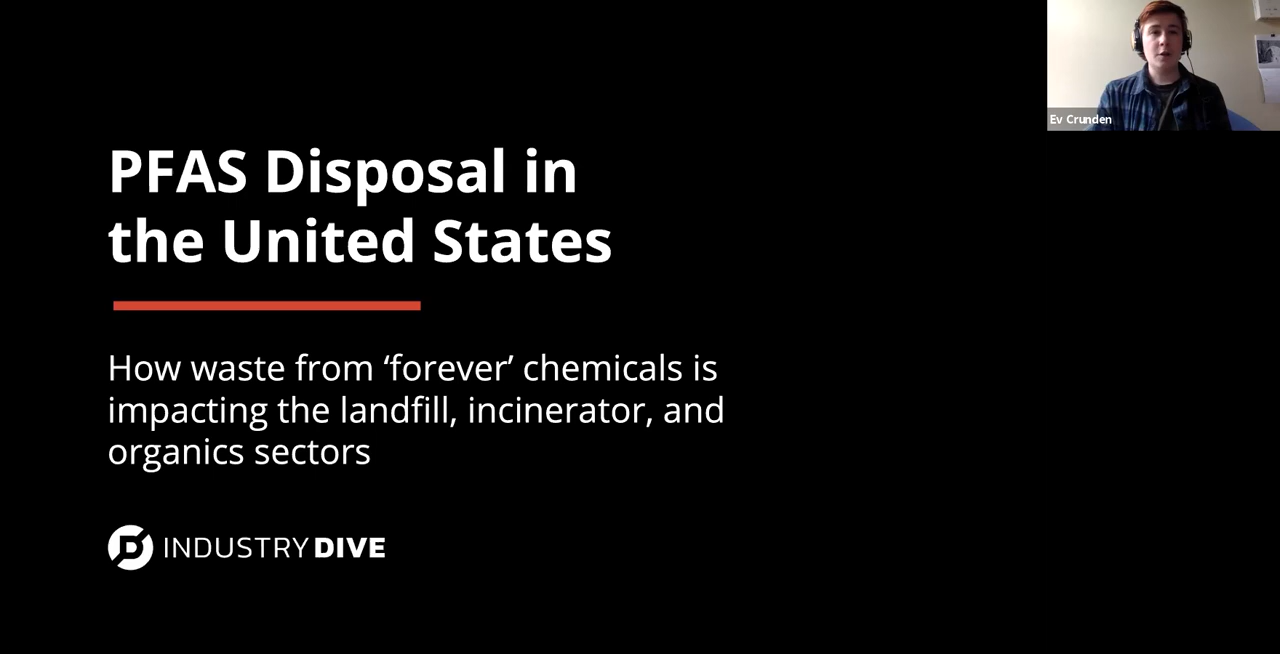 PFAS Disposal in
the United States
How waste from ‘forever’ chemicals is
impacting the landfill, incinerator, and
organics sectors
INDUSTRY DIVE
Ev Crunden